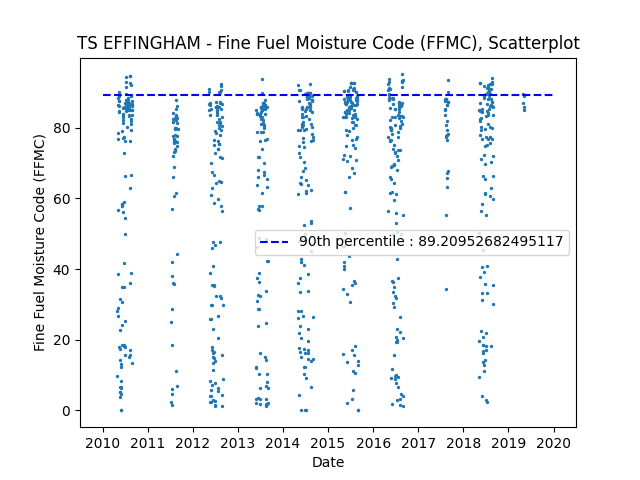 TS EFFINGHAM - Fine Fuel Moisture Code (FFMC), Scatterplot
Fine Fuel Moisture Code (FFMC)
80
60
40
20
0
90th percentile : 89.20952682495117
2010 2011 2012 2013 2014 2015 2016 2017 2018 2019 2020
Date